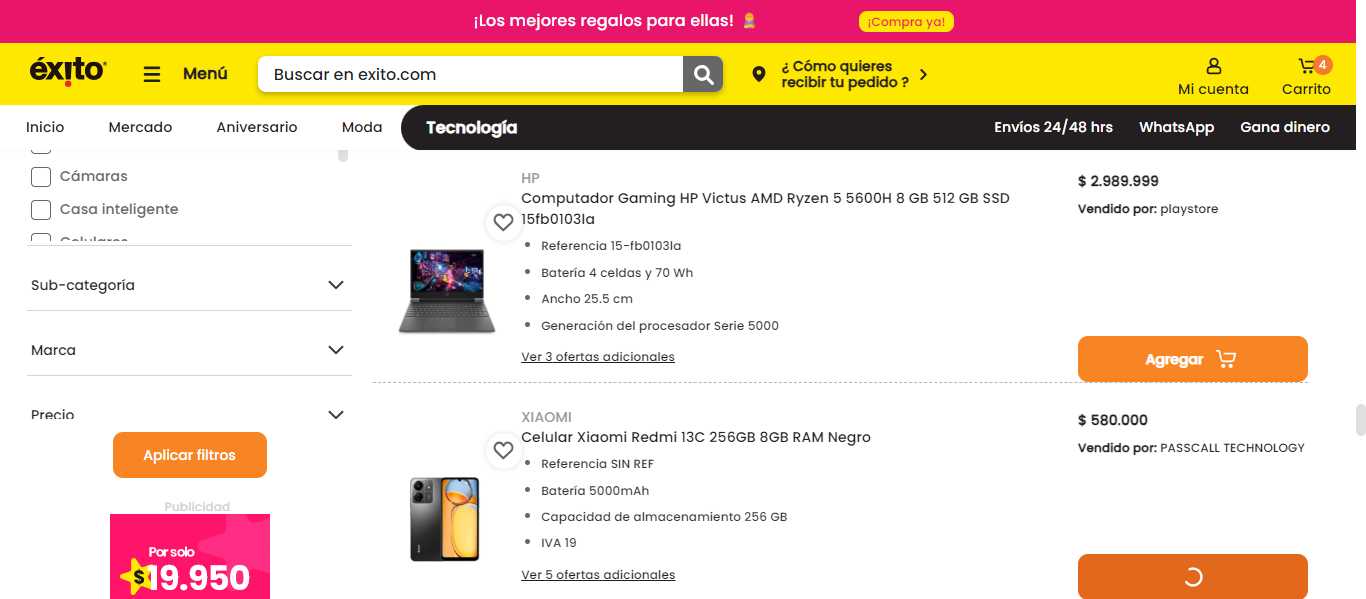 ¡Los mejores regalos para ellas!
¡Compra ya!
éxito
Menú
Buscar en exito.com
¿ Cómo quieres
recibir tu pedido ?
Mi cuenta
4
Carrito
Inicio
Mercado
Aniversario
Moda
Tecnología
Envíos 24/48 hrs
WhatsApp
Gana dinero
Cámaras
Casa inteligente
Celulares
Sub-categoría
Marca
Precio
Aplicar filtros
Publicidad
Por solo
$19.950
HP
Computador Gaming HP Victus AMD Ryzen 5 5600H 8 GB 512 GB SSD
15fb0103la
Referencia 15-fb0103la
Batería 4 celdas y 70 Wh
Ancho 25.5 cm
Generación del procesador Serie 5000
Ver 3 ofertas adicionales
$ 2.989.999
Vendido por: playstore
Agregar
XIAOMI
Celular Xiaomi Redmi 13C 256GB 8GB RAM Negro
Referencia SIN REF
Batería 5000mAh
Capacidad de almacenamiento 256 GB
IVA 19
Ver 5 ofertas adicionales
$ 580.000
Vendido por: PASSCALL TECHNOLOGY